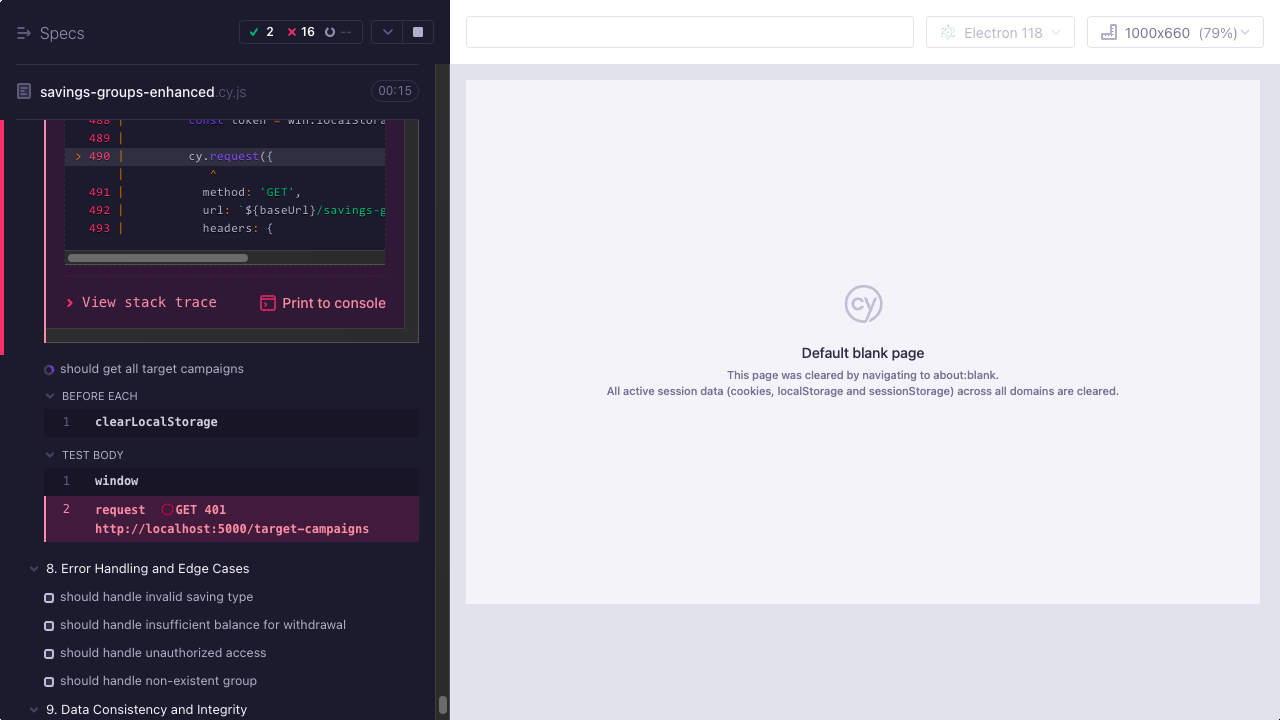 Specs
2
16
--
savings-groups-enhanced.cy.js
00:15
488 | const token = win.localStora
489 |
> 490 | cy.request({
| ^
491 | method: 'GET',
492 | url: `${baseUrl}/savings-g
493 | headers: {
View stack trace
Print to console
should get all target campaigns
BEFORE EACH
1 clearLocalStorage
TEST BODY
1 window
2 request GET 401
http://localhost:5000/target-campaigns
8. Error Handling and Edge Cases
should handle invalid saving type
should handle insufficient balance for withdrawal
should handle unauthorized access
should handle non-existent group
9. Data Consistency and Integrity
Electron 118
1000x660 (79%)
cy
Default blank page
This page was cleared by navigating to about:blank.
All active session data (cookies, localStorage and sessionStorage) across all domains are cleared.